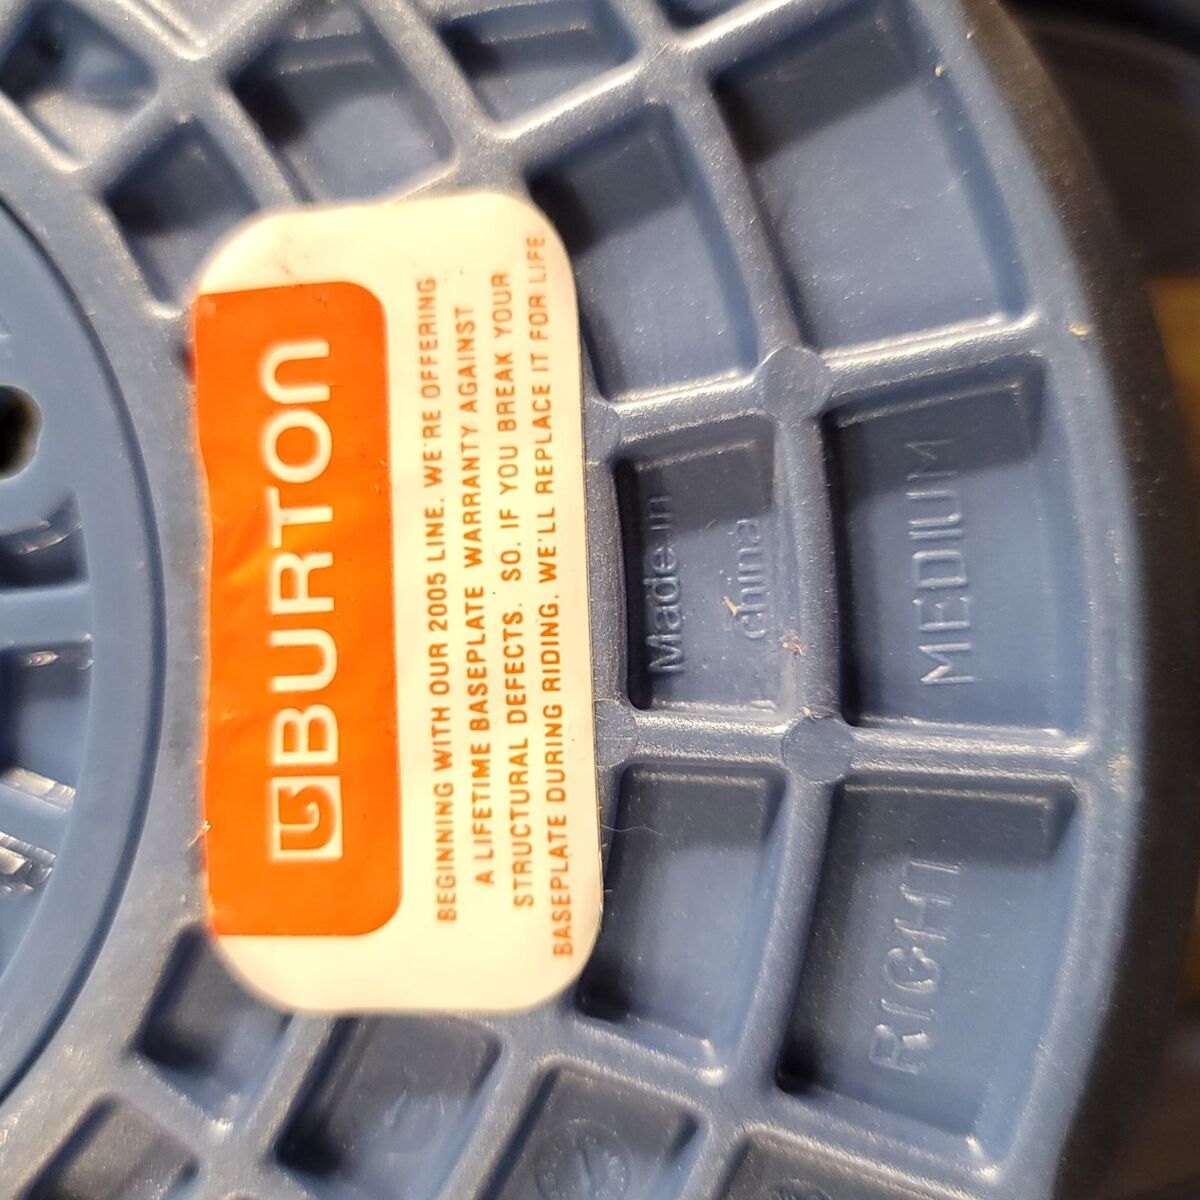 BURTON
BEGINNING WITH OUR 2005 LINE. WE'RE OFFERING
A LIFETIME BASEPLATE WARRANTY AGAINST
STRUCTURAL DEFECTS. SO. IF YOU BREAK YOUR
BASEPLATE DURING RIDING. WE'LL REPLACE IT FOR LIFE
Made in
china
MEDIUM
RIGHT